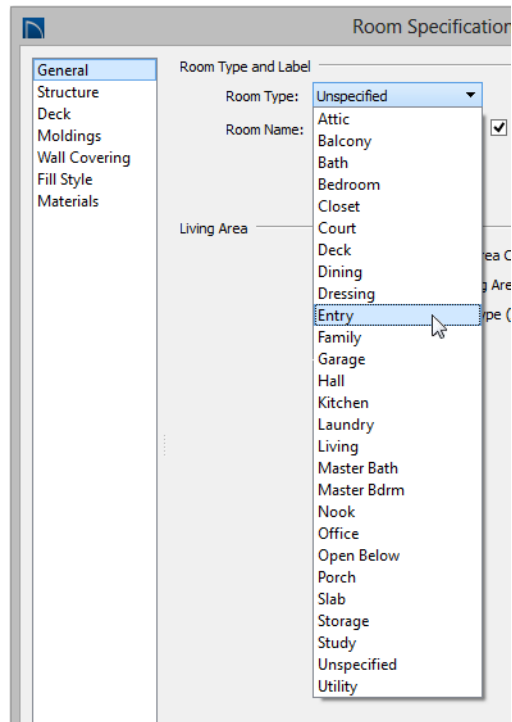 Room Specification
General
Structure
Deck
Moldings
Wall Covering
Fill Style
Materials
Room Type and Label
Room Type: Unspecified
Room Name:
Attic
Balcony
Bath
Bedroom
Closet
Court
Deck
Dining
Dressing
Entry
Family
Garage
Hall
Kitchen
Laundry
Living
Master Bath
Master Bdrm
Nook
Office
Open Below
Porch
Slab
Storage
Study
Unspecified
Utility
Living Area